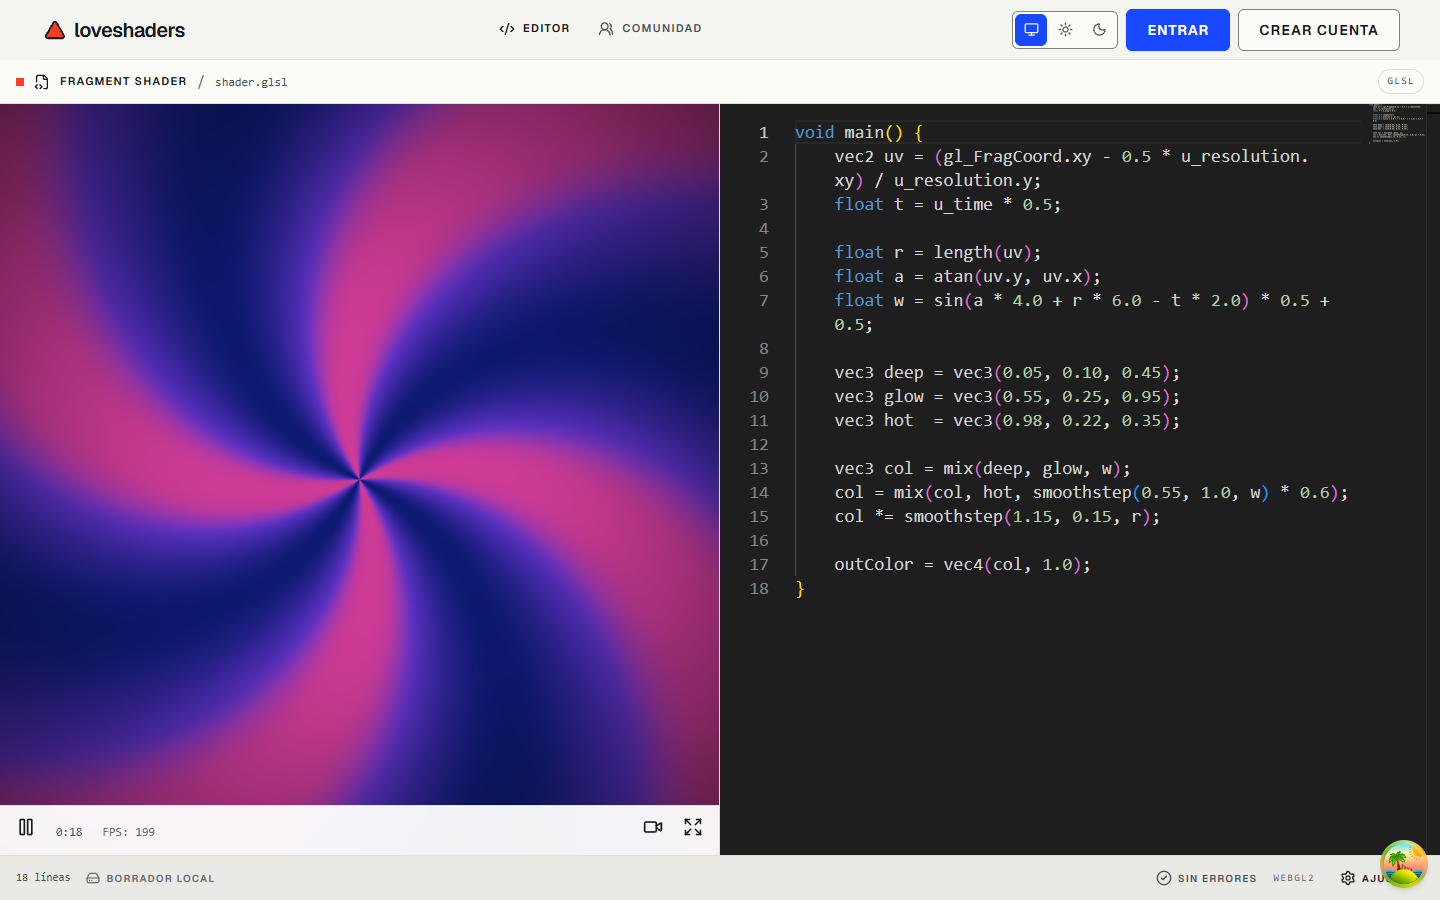 loveshaders
EDITOR
COMUNIDAD
ENTRAR
CREAR CUENTA
FRAGMENT SHADER / shader.glsl
GLSL
1 void main() {
2 vec2 uv = (gl_FragCoord.xy - 0.5 * u_resolution.
xy) / u_resolution.y;
3 float t = u_time * 0.5;
4
5 float r = length(uv);
6 float a = atan(uv.y, uv.x);
7 float w = sin(a * 4.0 + r * 6.0 - t * 2.0) * 0.5 +
0.5;
8
9 vec3 deep = vec3(0.05, 0.10, 0.45);
10 vec3 glow = vec3(0.55, 0.25, 0.95);
11 vec3 hot  = vec3(0.98, 0.22, 0.35);
12
13 vec3 col = mix(deep, glow, w);
14 col = mix(col, hot, smoothstep(0.55, 1.0, w) * 0.6);
15 col *= smoothstep(1.15, 0.15, r);
16
17 outColor = vec4(col, 1.0);
18 }
0:18 FPS: 199
18 líneas BORRADOR LOCAL
SIN ERRORES WEBGL2